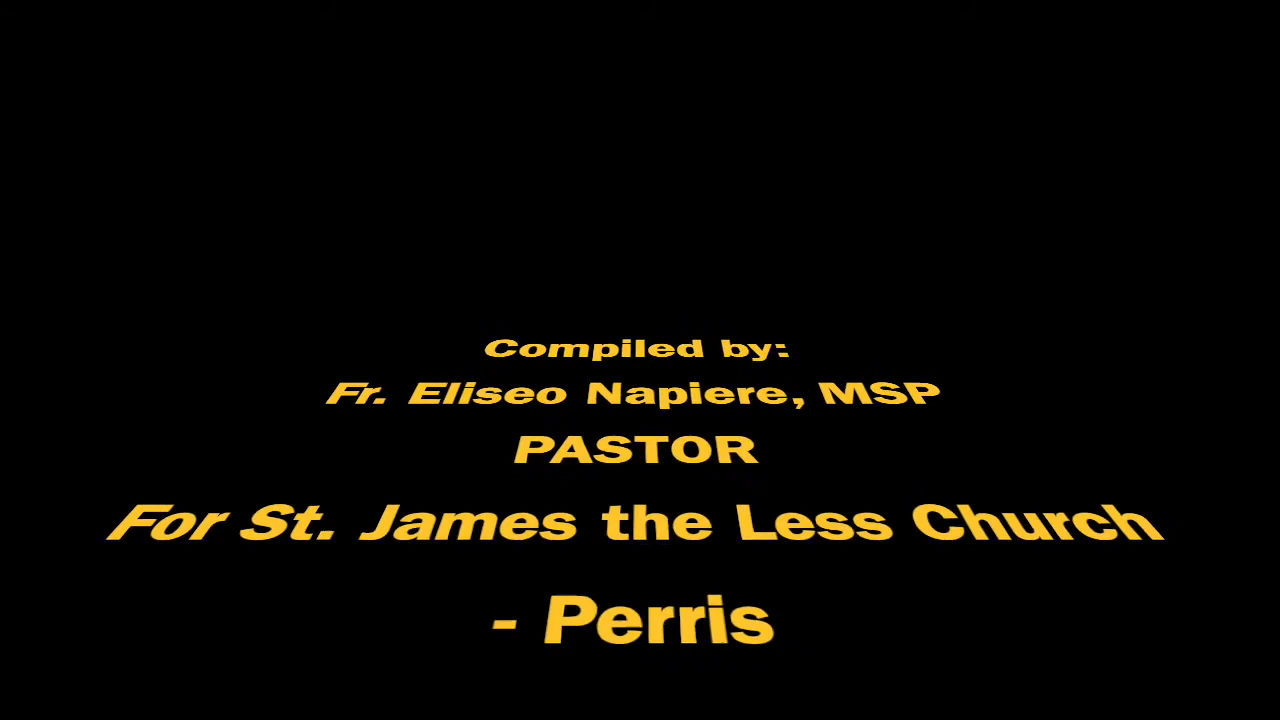 Compiled by:
Fr. Eliseo Napiere, MSP
PASTOR
For St. James the Less Church
- Perris